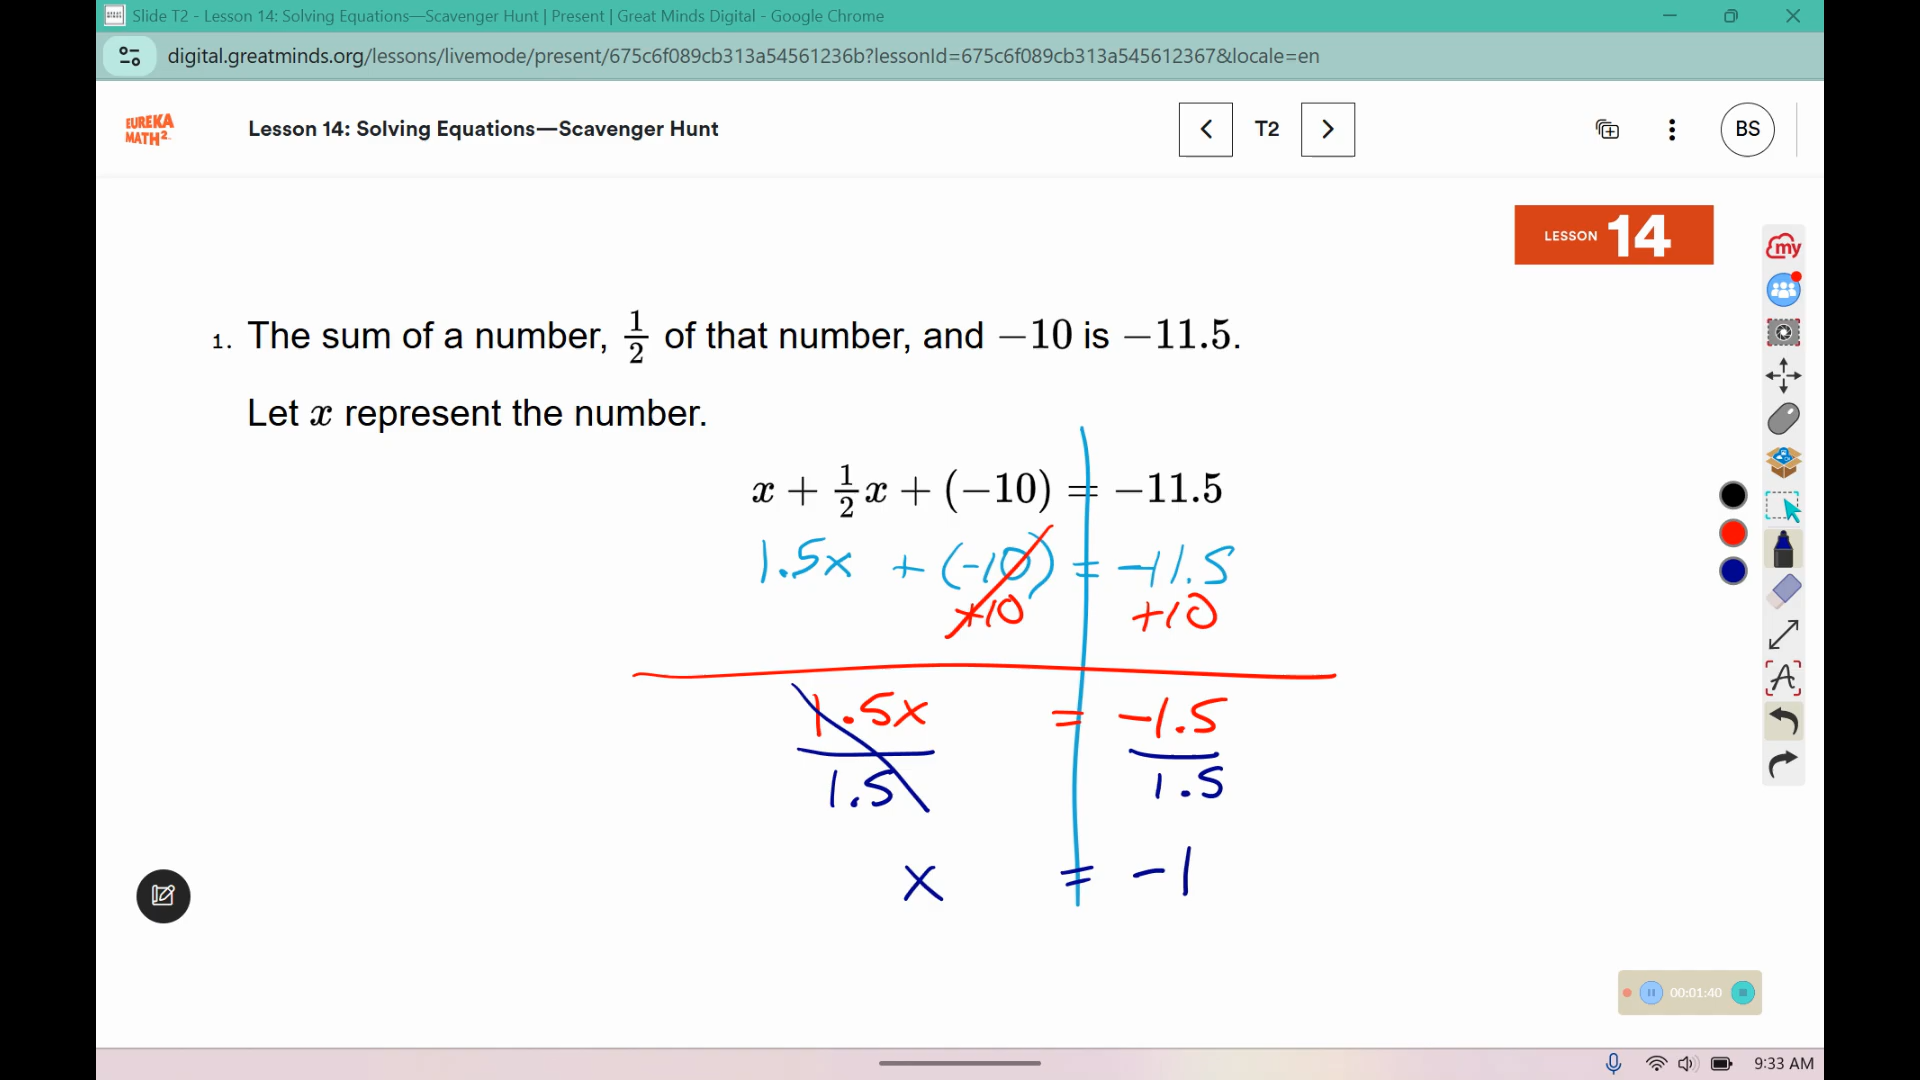 Slide T2 - Lesson 14: Solving Equations—Scavenger Hunt | Present | Great Minds Digital - Google Chrome
digital.greatminds.org/lessons/livemode/present/675c6f089cb313a54561236b?lessonId=675c6f089cb313a545612367&locale=en
EUREKA
MATH²
Lesson 14: Solving Equations—Scavenger Hunt
T2
BS
LESSON 14
my
1. The sum of a number, 1/2 of that number, and −10 is −11.5.
Let x represent the number.
x + 1/2 x + (−10) = −11.5
1.5x + (-10) = -11.5
+10 +10
1.5x = -1.5
1.5 1.5
x = -1
A
00:01:40
9:33 AM